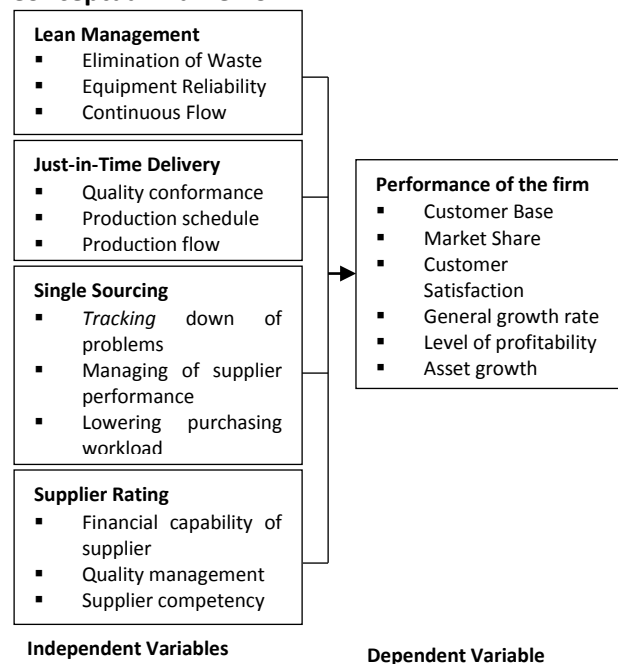 Lean Management
▪ Elimination of Waste
▪ Equipment Reliability
▪ Continuous Flow
Just-in-Time Delivery
▪ Quality conformance
▪ Production schedule
▪ Production flow
Single Sourcing
▪ Tracking down of
problems
▪ Managing of supplier
performance
▪ Lowering purchasing
workload
Supplier Rating
▪ Financial capability of
supplier
▪ Quality management
▪ Supplier competency
Independent Variables
Performance of the firm
▪ Customer Base
▪ Market Share
▪ Customer
Satisfaction
▪ General growth rate
▪ Level of profitability
▪ Asset growth
Dependent Variable